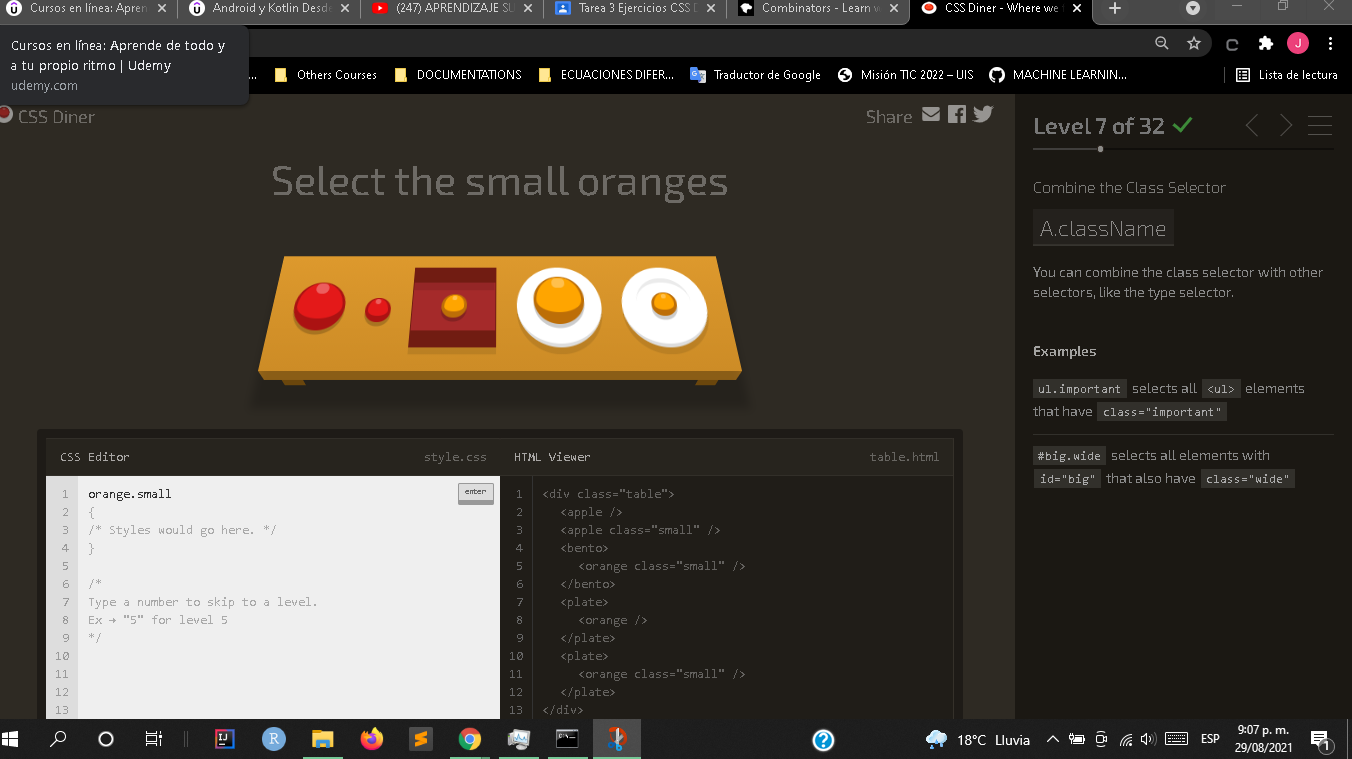 Cursos en línea: Apren
Android y Kotlin Desd
(247) APRENDIZAJE SU
Tarea 3 Ejercicios CSS D
Combinators - Learn w
CSS Diner - Where we
Cursos en línea: Aprende de todo y
a tu propio ritmo | Udemy
udemy.com
...
Others Courses
DOCUMENTATIONS
ECUACIONES DIFER...
Traductor de Google
Misión TIC 2022 – UIS
MACHINE LEARNIN...
Lista de lectura
J
CSS Diner
Share
Select the small oranges
CSS Editor
style.css
HTML Viewer
table.html
1 orange.small
enter
2 {
3 /* Styles would go here. */
4 }
5
6 /*
7 Type a number to skip to a level.
8 Ex → "5" for level 5
9 */
10
11
12
13
1 <div class="table">
2 <apple />
3 <apple class="small" />
4 <bento>
5 <orange class="small" />
6 </bento>
7 <plate>
8 <orange />
9 </plate>
10 <plate>
11 <orange class="small" />
12 </plate>
13 </div>
Level 7 of 32
Combine the Class Selector
A.className
You can combine the class selector with other
selectors, like the type selector.
Examples
ul.important selects all <ul> elements
that have class="important"
#big.wide selects all elements with
id="big" that also have class="wide"
IJ
R
18°C Lluvia
ESP
9:07 p. m.
29/08/2021
1